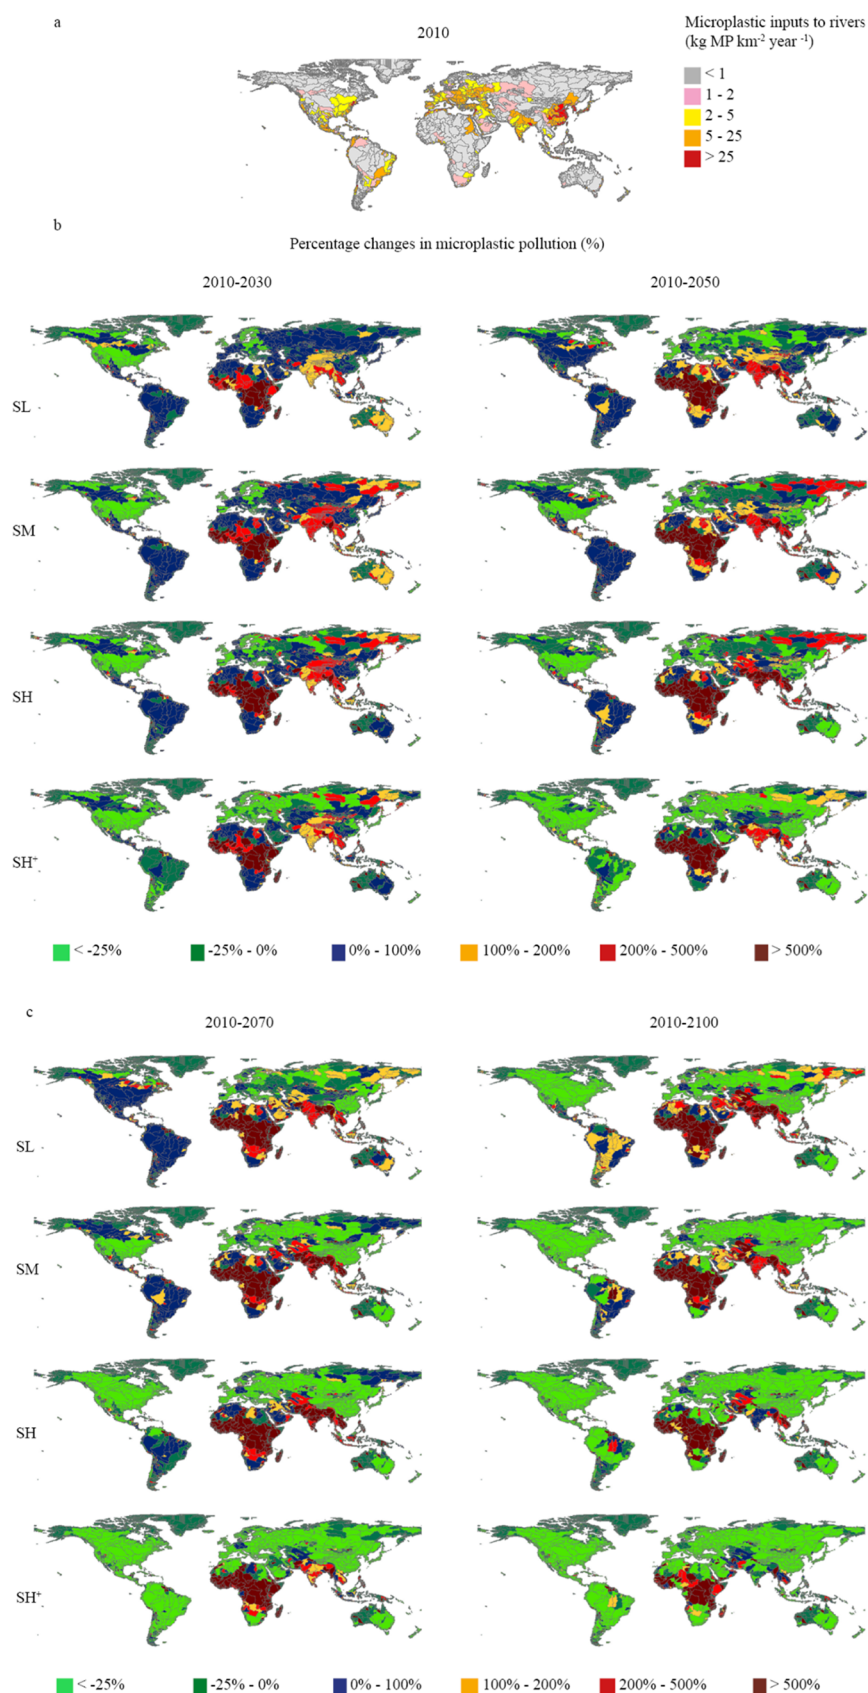 a
2010
Microplastic inputs to rivers
(kg MP km⁻² year ⁻¹)
< 1
1 - 2
2 - 5
5 - 25
> 25
b
Percentage changes in microplastic pollution (%)
2010-2030
2010-2050
SL
SM
SH
SH⁺
< -25%
-25% - 0%
0% - 100%
100% - 200%
200% - 500%
> 500%
c
2010-2070
2010-2100
SL
SM
SH
SH⁺
< -25%
-25% - 0%
0% - 100%
100% - 200%
200% - 500%
> 500%